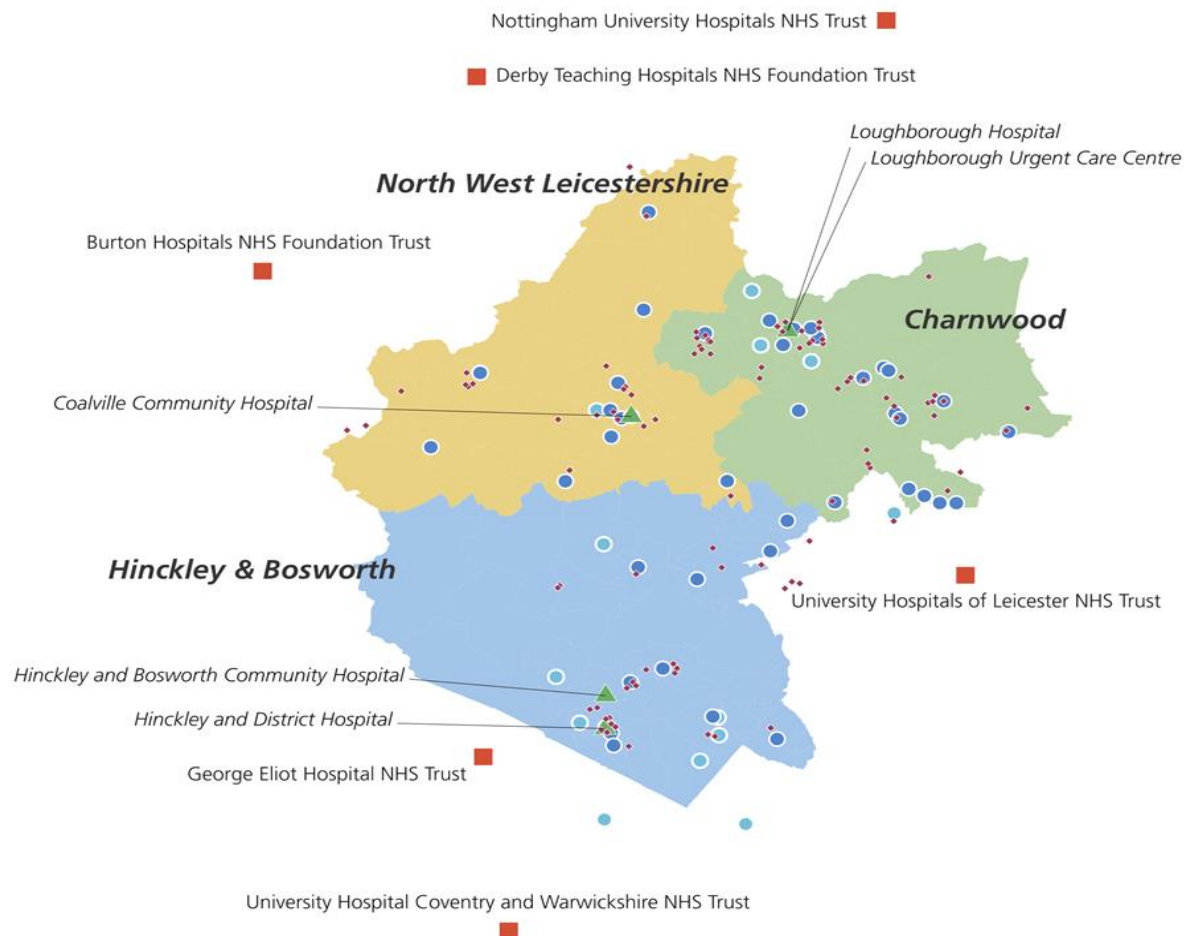 Nottingham University Hospitals NHS Trust
Derby Teaching Hospitals NHS Foundation Trust
Loughborough Hospital
Loughborough Urgent Care Centre
North West Leicestershire
Burton Hospitals NHS Foundation Trust
Charnwood
Coalville Community Hospital
Hinckley & Bosworth
University Hospitals of Leicester NHS Trust
Hinckley and Bosworth Community Hospital
Hinckley and District Hospital
George Eliot Hospital NHS Trust
University Hospital Coventry and Warwickshire NHS Trust